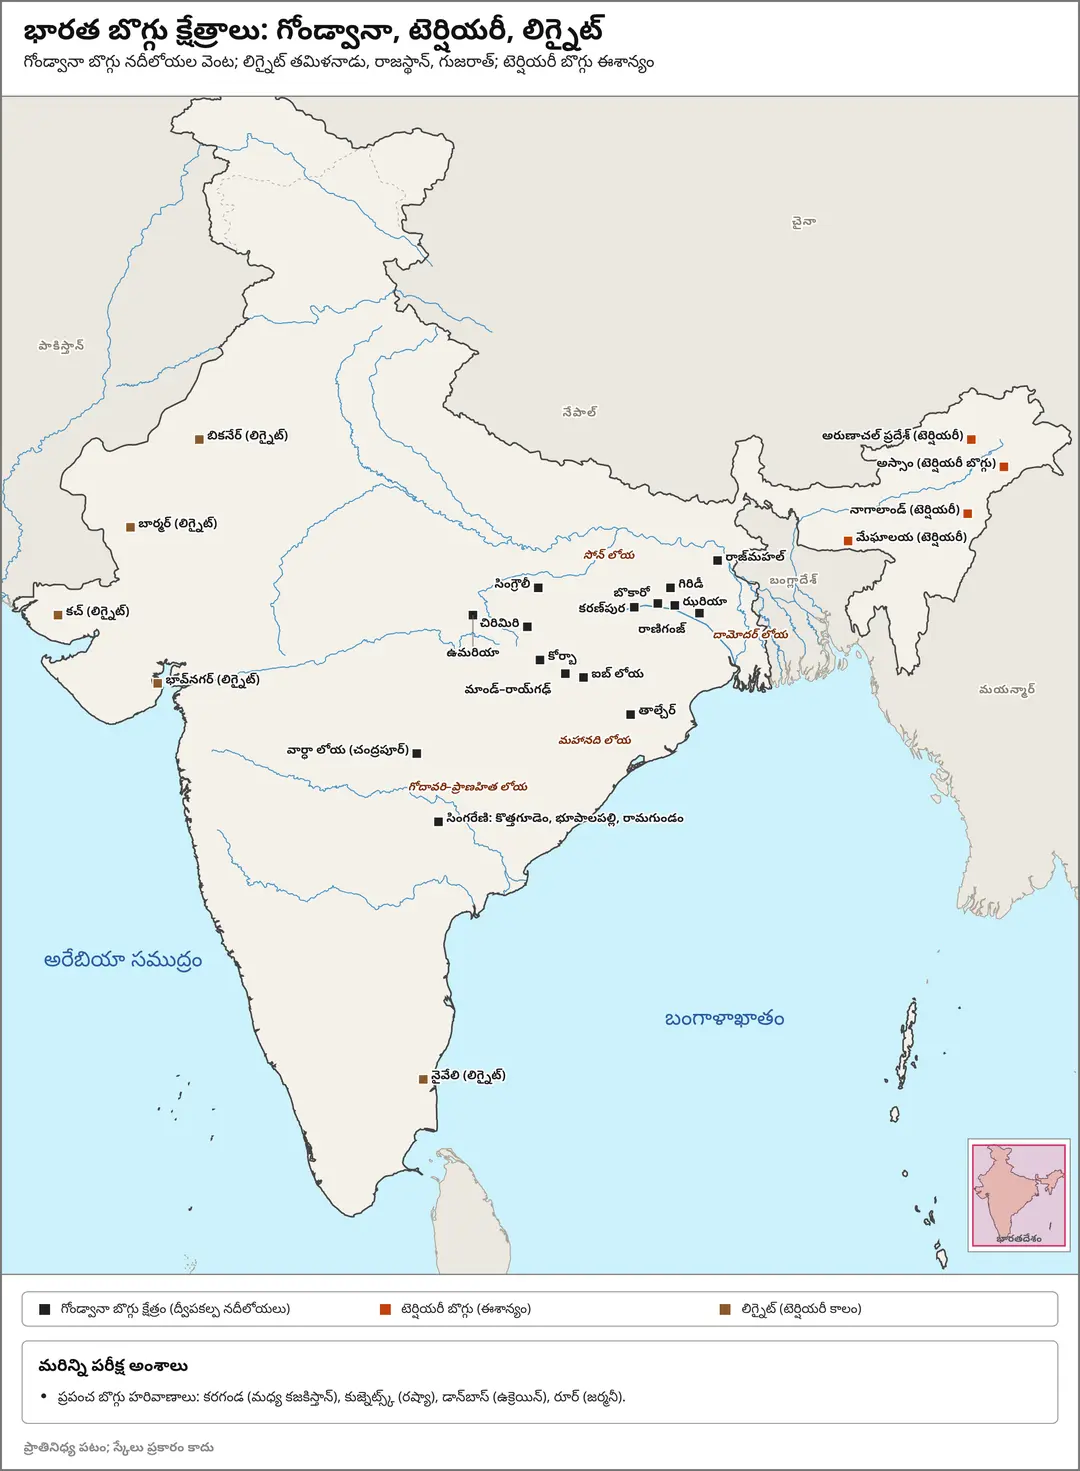 భారత బొగ్గు క్షేత్రాలు: గోండ్వానా, టెర్షియరీ, లిగ్నైట్
గోండ్వానా బొగ్గు నదీలోయల వెంట; లిగ్నైట్ తమిళనాడు, రాజస్థాన్, గుజరాత్; టెర్షియరీ బొగ్గు ఈశాన్యం
చైనా
పాకిస్తాన్
నేపాల్
బికనేర్ (లిగ్నైట్)
అరుణాచల్ ప్రదేశ్ (టెర్షియరీ)
అస్సాం (టెర్షియరీ బొగ్గు)
నాగాలాండ్ (టెర్షియరీ)
బార్మర్ (లిగ్నైట్)
మేఘాలయ (టెర్షియరీ)
సోన్ లోయ
రాజ్‌మహల్
బంగ్లాదేశ్
సింగ్రౌలీ
గిరిడీ
బొకారో
ఝరియా
కరణ్‌పుర
కచ్ (లిగ్నైట్)
చిరిమిరి
రాణిగంజ్
దామోదర్ లోయ
ఉమరియా
కోర్బా
ఐబ్ లోయ
భావ్‌నగర్ (లిగ్నైట్)
మాండ్–రాయ్‌గఢ్
మయన్మార్
తాల్చేర్
మహానది లోయ
వార్ధా లోయ (చంద్రపూర్)
గోదావరి–ప్రాణహిత లోయ
సింగరేణి: కొత్తగూడెం, భూపాలపల్లి, రామగుండం
అరేబియా సముద్రం
బంగాళాఖాతం
నైవేలి (లిగ్నైట్)
భారతదేశం
గోండ్వానా బొగ్గు క్షేత్రం (ద్వీపకల్ప నదీలోయలు)
టెర్షియరీ బొగ్గు (ఈశాన్యం)
లిగ్నైట్ (టెర్షియరీ కాలం)
మరిన్ని పరీక్ష అంశాలు
• ప్రపంచ బొగ్గు హరివాణాలు: కరగండ (మధ్య కజకిస్తాన్), కుజ్నెట్స్క్ (రష్యా), డాన్‌బాస్ (ఉక్రెయిన్), రూర్ (జర్మనీ).
ప్రాతినిధ్య పటం; స్కేలు ప్రకారం కాదు